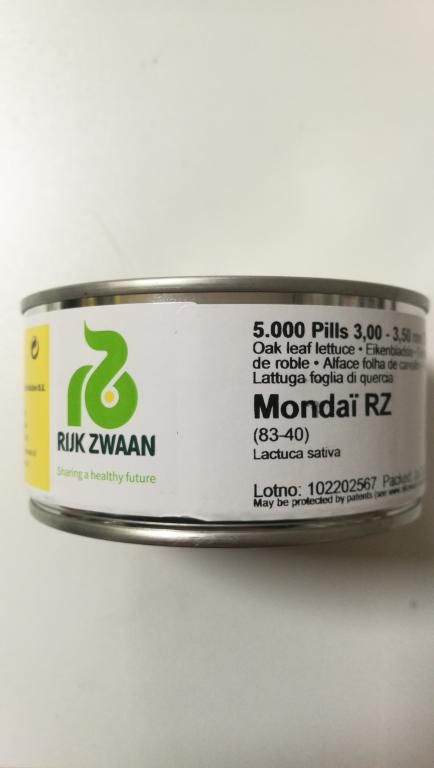 RIJK ZWAAN
Sharing a healthy future
5.000 Pills 3,00 - 3,50
Oak leaf lettuce • Eikenbladsla
de roble • Alface folha de carvalho
Lattuga foglia di quercia
Mondaï RZ
(83-40)
Lactuca sativa
Lotno: 102202567 Packed:
May be protected by patents (see